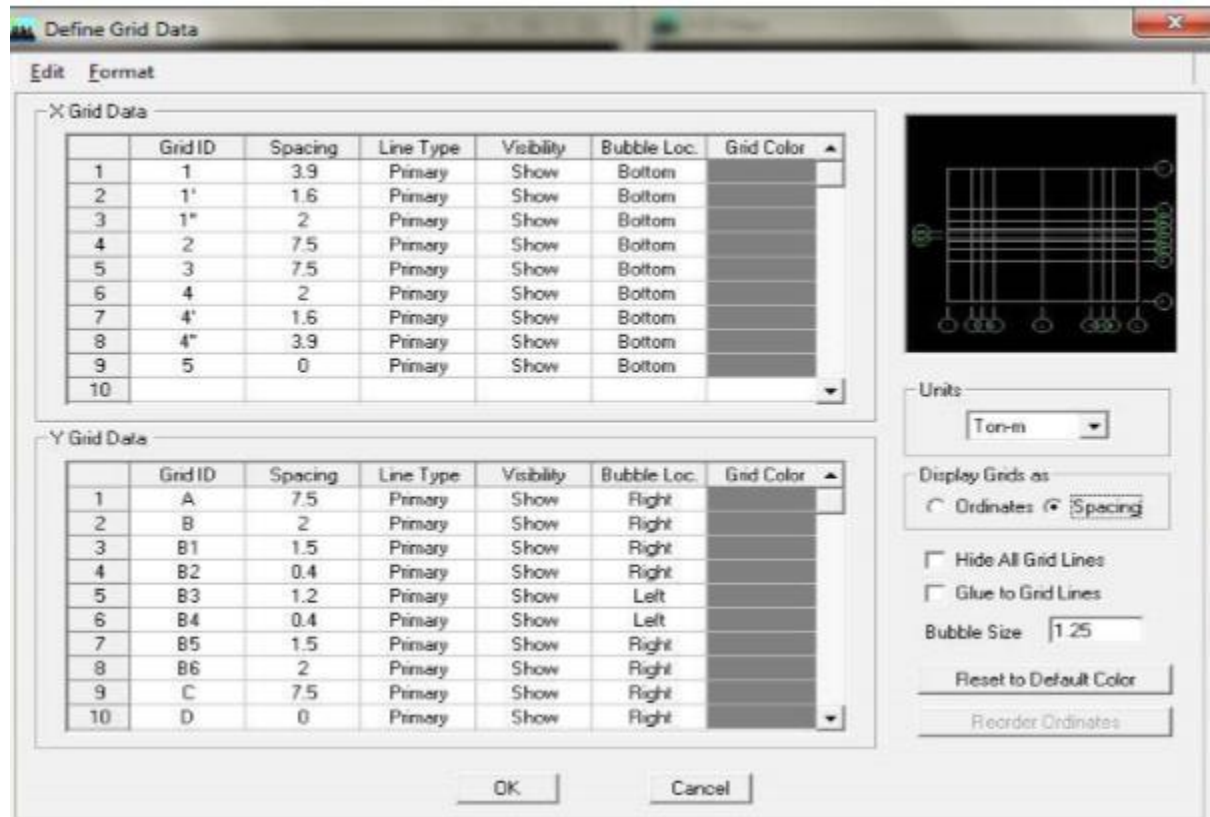 Define Grid Data
Edit Format
X Grid Data
Grid ID Spacing Line Type Visibility Bubble Loc. Grid Color
1 1 3.9 Primary Show Bottom
2 1' 1.6 Primary Show Bottom
3 1" 2 Primary Show Bottom
4 2 7.5 Primary Show Bottom
5 3 7.5 Primary Show Bottom
6 4 2 Primary Show Bottom
7 4' 1.6 Primary Show Bottom
8 4" 3.9 Primary Show Bottom
9 5 0 Primary Show Bottom
10
Units
Ton-m
Y Grid Data
Grid ID Spacing Line Type Visibility Bubble Loc. Grid Color
1 A 7.5 Primary Show Right
2 B 2 Primary Show Right
3 B1 1.5 Primary Show Right
4 B2 0.4 Primary Show Right
5 B3 1.2 Primary Show Left
6 B4 0.4 Primary Show Left
7 B5 1.5 Primary Show Right
8 B6 2 Primary Show Right
9 C 7.5 Primary Show Right
10 D 0 Primary Show Right
Display Grids as
Ordinates Spacing
Hide All Grid Lines
Glue to Grid Lines
Bubble Size 1.25
Reset to Default Color
Reorder Ordinates
OK Cancel